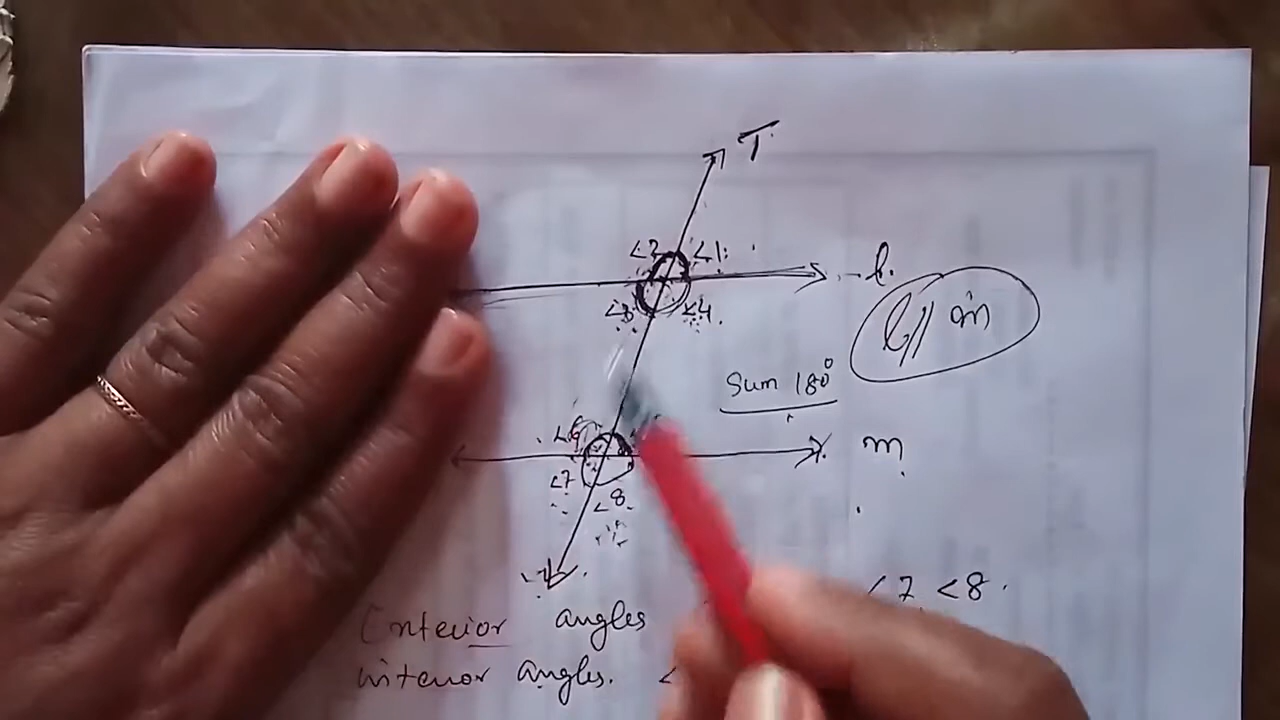 T
<2 <1
l
<3 <4
l || m
Sum 180°
<6
m
<7
<8
<7 <8
Exterior angles
interior angles. <